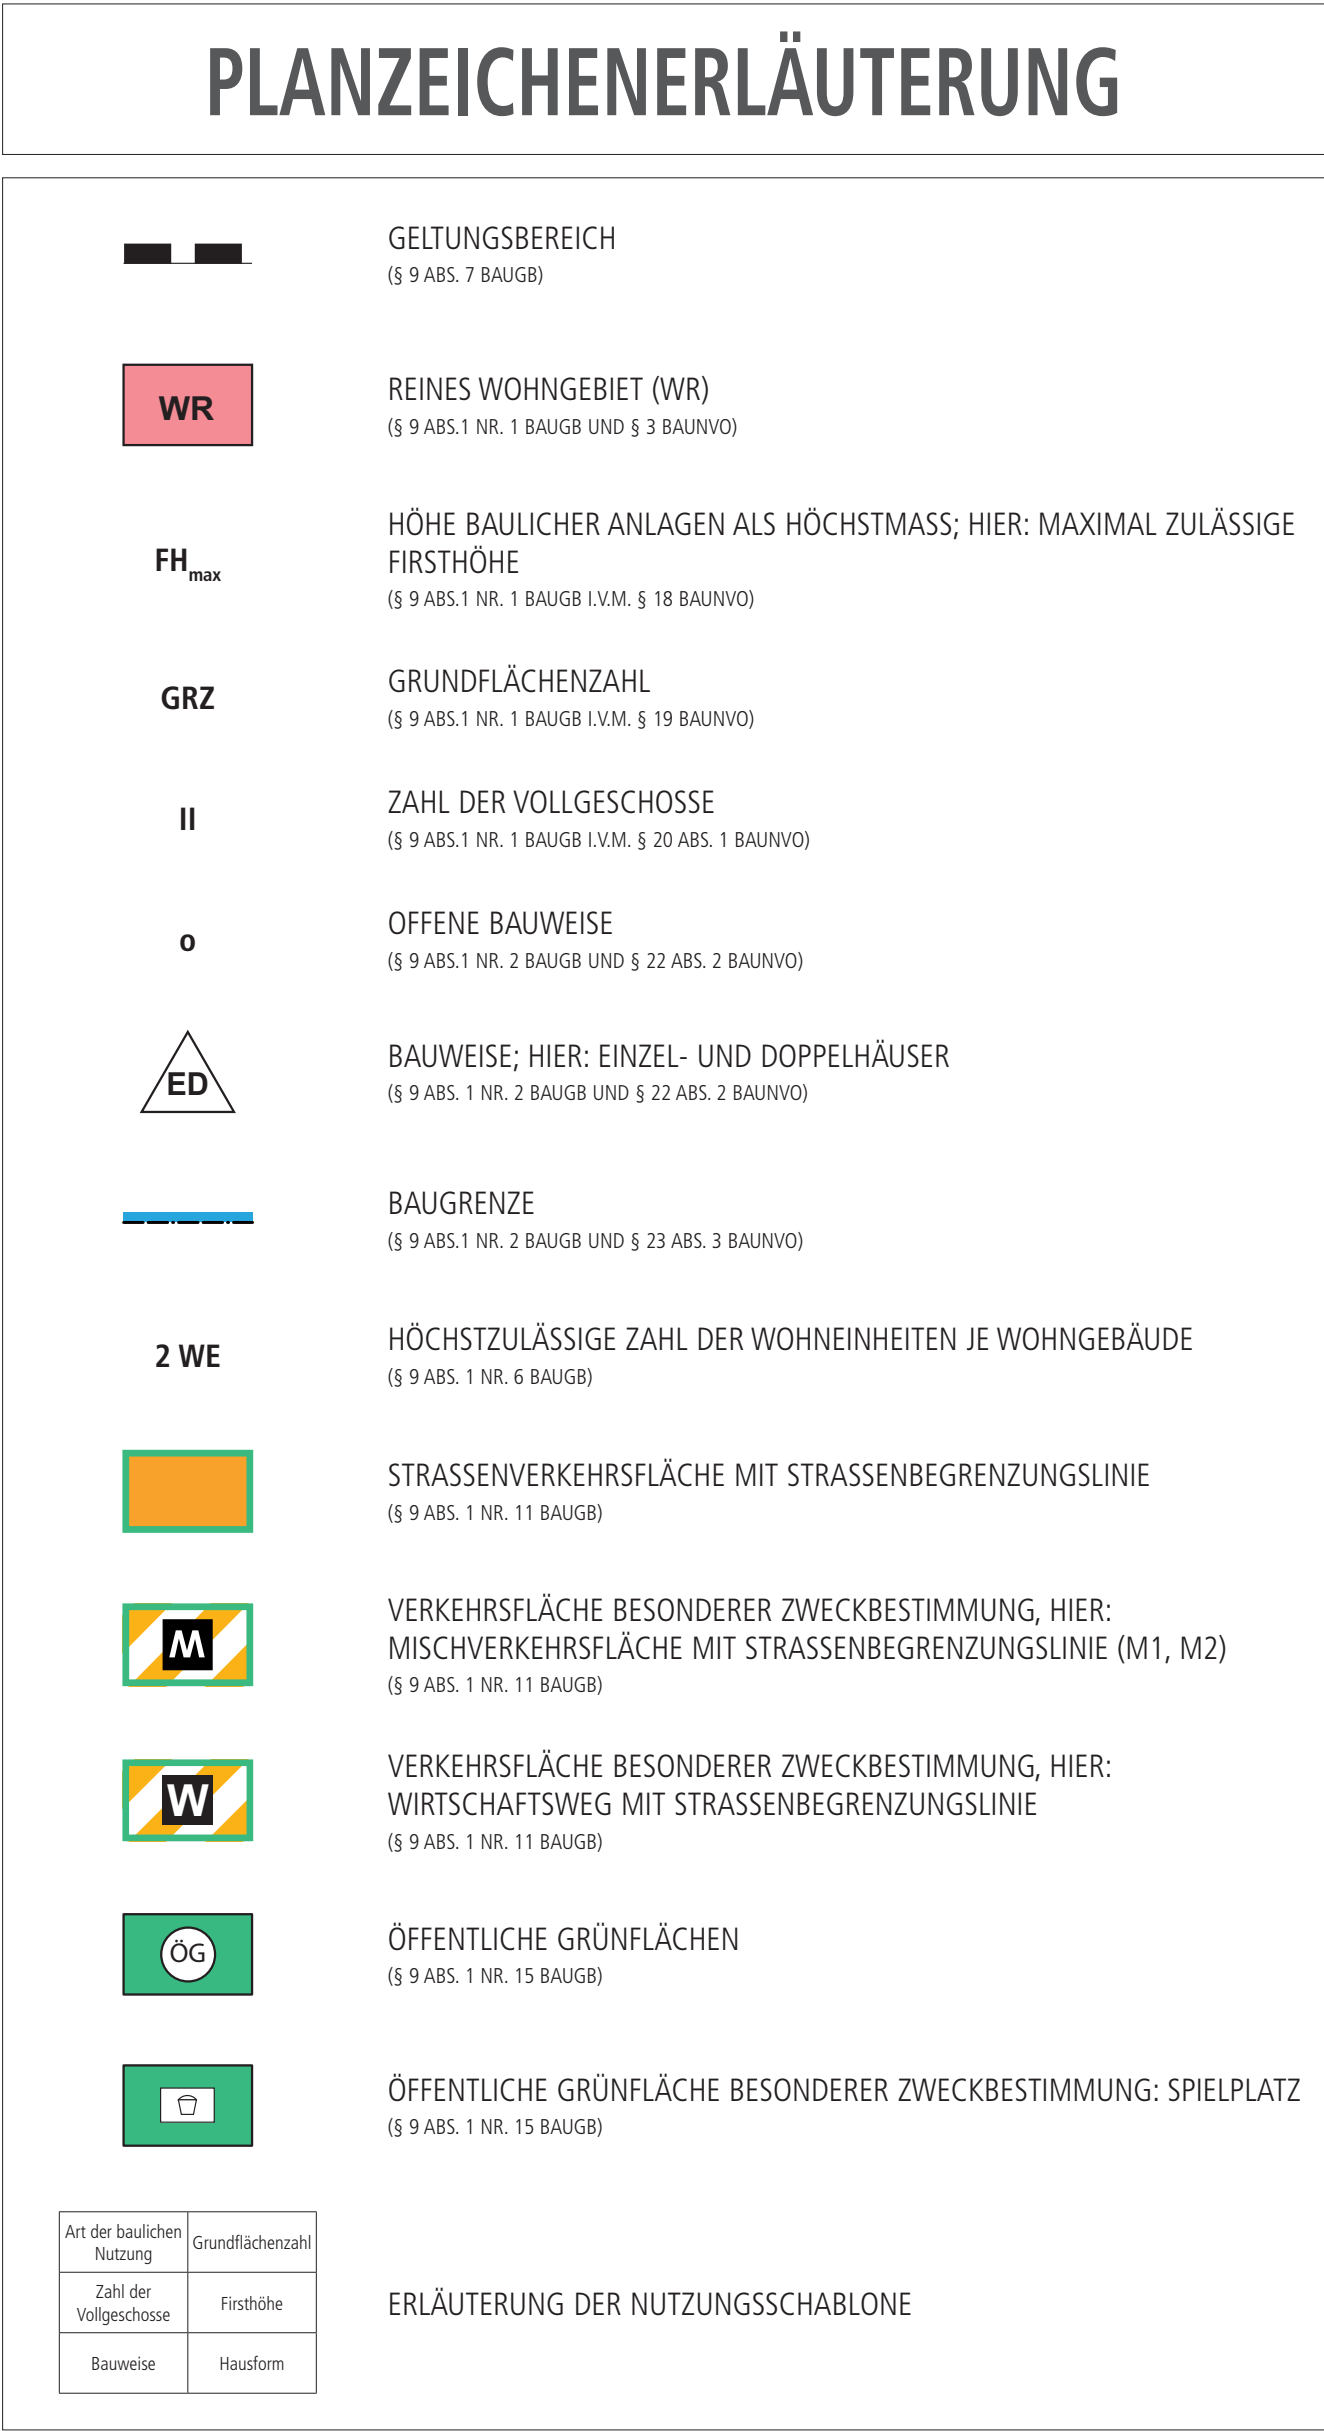 PLANZEICHENERLÄUTERUNG
GELTUNGSBEREICH
(§ 9 ABS. 7 BAUGB)
WR
REINES WOHNGEBIET (WR)
(§ 9 ABS.1 NR. 1 BAUGB UND § 3 BAUNVO)
FHmax
HÖHE BAULICHER ANLAGEN ALS HÖCHSTMASS; HIER: MAXIMAL ZULÄSSIGE
FIRSTHÖHE
(§ 9 ABS.1 NR. 1 BAUGB I.V.M. § 18 BAUNVO)
GRZ
GRUNDFLÄCHENZAHL
(§ 9 ABS.1 NR. 1 BAUGB I.V.M. § 19 BAUNVO)
II
ZAHL DER VOLLGESCHOSSE
(§ 9 ABS.1 NR. 1 BAUGB I.V.M. § 20 ABS. 1 BAUNVO)
o
OFFENE BAUWEISE
(§ 9 ABS.1 NR. 2 BAUGB UND § 22 ABS. 2 BAUNVO)
ED
BAUWEISE; HIER: EINZEL- UND DOPPELHÄUSER
(§ 9 ABS. 1 NR. 2 BAUGB UND § 22 ABS. 2 BAUNVO)
BAUGRENZE
(§ 9 ABS.1 NR. 2 BAUGB UND § 23 ABS. 3 BAUNVO)
2 WE
HÖCHSTZULÄSSIGE ZAHL DER WOHNEINHEITEN JE WOHNGEBÄUDE
(§ 9 ABS. 1 NR. 6 BAUGB)
STRASSENVERKEHRSFLÄCHE MIT STRASSENBEGRENZUNGSLINIE
(§ 9 ABS. 1 NR. 11 BAUGB)
M
VERKEHRSFLÄCHE BESONDERER ZWECKBESTIMMUNG, HIER:
MISCHVERKEHRSFLÄCHE MIT STRASSENBEGRENZUNGSLINIE (M1, M2)
(§ 9 ABS. 1 NR. 11 BAUGB)
W
VERKEHRSFLÄCHE BESONDERER ZWECKBESTIMMUNG, HIER:
WIRTSCHAFTSWEG MIT STRASSENBEGRENZUNGSLINIE
(§ 9 ABS. 1 NR. 11 BAUGB)
ÖG
ÖFFENTLICHE GRÜNFLÄCHEN
(§ 9 ABS. 1 NR. 15 BAUGB)
ÖFFENTLICHE GRÜNFLÄCHE BESONDERER ZWECKBESTIMMUNG: SPIELPLATZ
(§ 9 ABS. 1 NR. 15 BAUGB)
Art der baulichen
Nutzung
Grundflächenzahl
Zahl der
Vollgeschosse
Firsthöhe
Bauweise
Hausform
ERLÄUTERUNG DER NUTZUNGSSCHABLONE